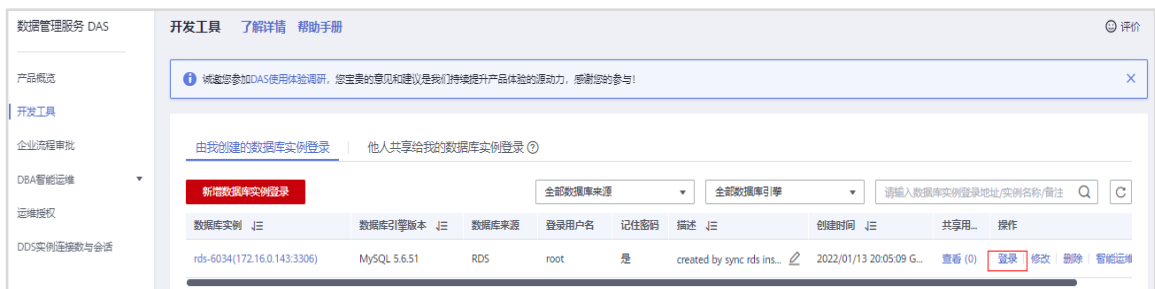 数据管理服务 DAS
产品概览
开发工具
企业流程审批
DBA智能运维
运维授权
DDS实例连接数与会话
开发工具 了解详情 帮助手册
评价
诚邀您参加DAS使用体验调研，您宝贵的意见和建议是我们持续提升产品体验的源动力，感谢您的参与！
由我创建的数据库实例登录 他人共享给我的数据库实例登录
新增数据库实例登录 全部数据库来源 全部数据库引擎 请输入数据库实例登录地址/实例名称/备注
数据库实例 数据库引擎版本 数据库来源 登录用户名 记住密码 描述 创建时间 共享用... 操作
rds-6034(172.16.0.143:3306) MySQL 5.6.51 RDS root 是 created by sync rds ins... 2022/01/13 20:05:09 G... 查看 (0) 登录 修改 删除 智能运维